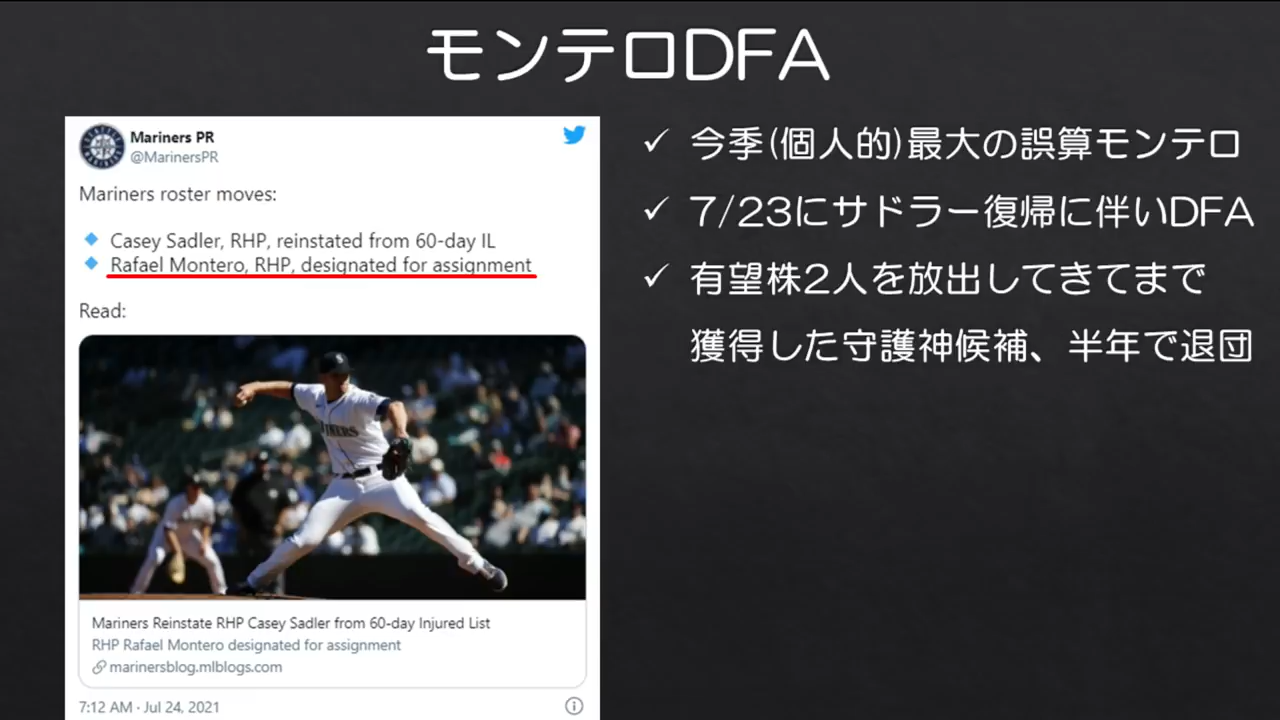 モンテロDFA
Mariners PR
@MarinersPR
Mariners roster moves:
Casey Sadler, RHP, reinstated from 60-day IL
Rafael Montero, RHP, designated for assignment
Read:
Mariners Reinstate RHP Casey Sadler from 60-day Injured List
RHP Rafael Montero designated for assignment
marinersblog.mlblogs.com
7:12 AM · Jul 24, 2021
✓ 今季(個人的)最大の誤算モンテロ
✓ 7/23にサドラー復帰に伴いDFA
✓ 有望株2人を放出してきてまで
獲得した守護神候補、半年で退団